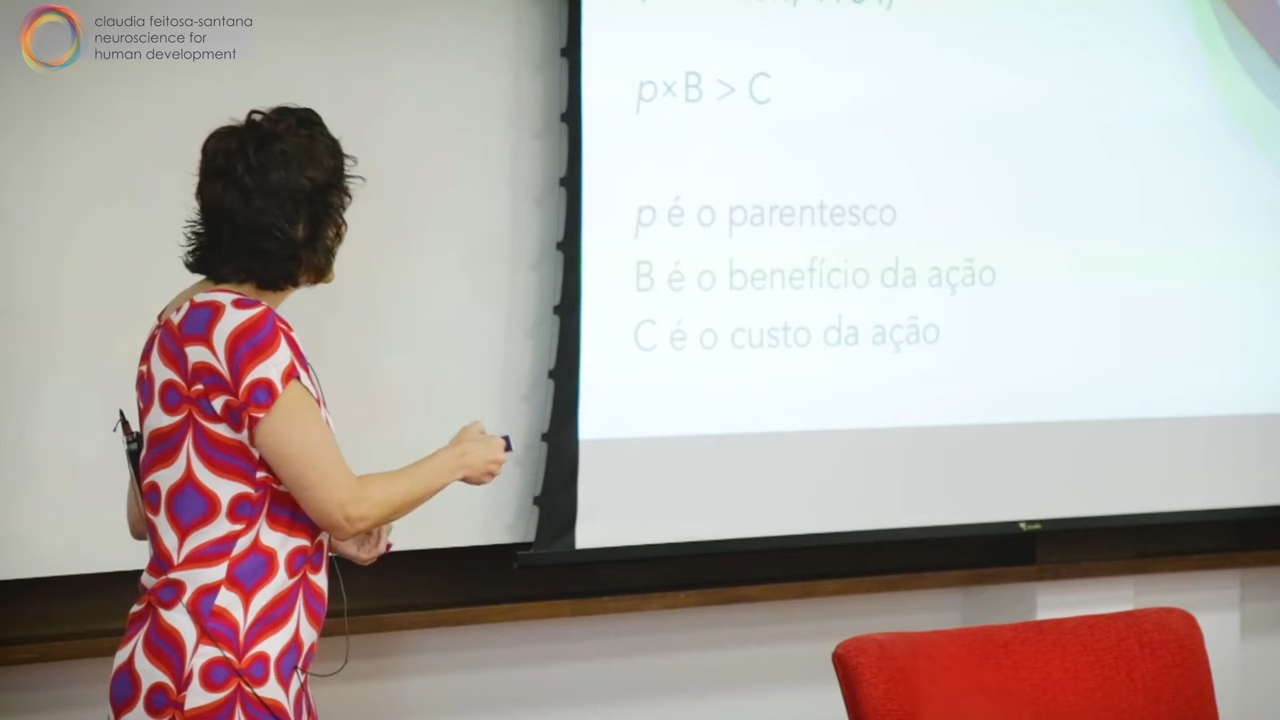 claudia feitosa-santana
neuroscience for
human development
p×B > C
p é o parentesco
B é o benefício da ação
C é o custo da ação